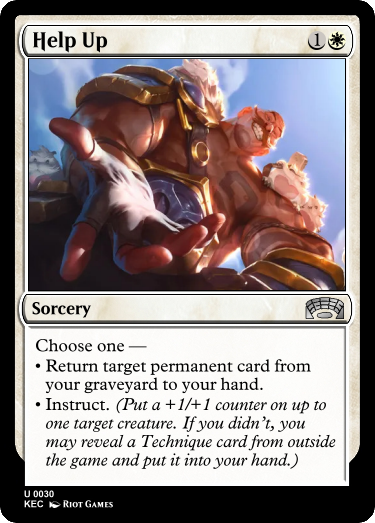 Help Up 1
Sorcery
Choose one —
• Return target permanent card from
your graveyard to your hand.
• Instruct. (Put a +1/+1 counter on up to
one target creature. If you didn't, you
may reveal a Technique card from outside
the game and put it into your hand.)
U 0030
KEC Riot Games